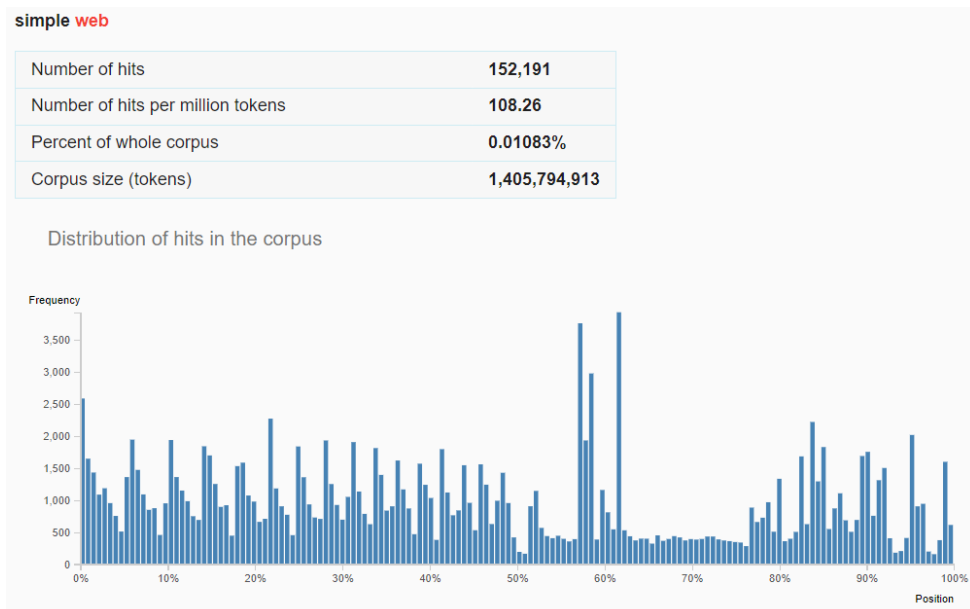 simple web
Number of hits 152,191
Number of hits per million tokens 108.26
Percent of whole corpus 0.01083%
Corpus size (tokens) 1,405,794,913
Distribution of hits in the corpus
Frequency
3,500
3,000
2,500
2,000
1,500
1,000
500
0
0% 10% 20% 30% 40% 50% 60% 70% 80% 90% 100%
Position